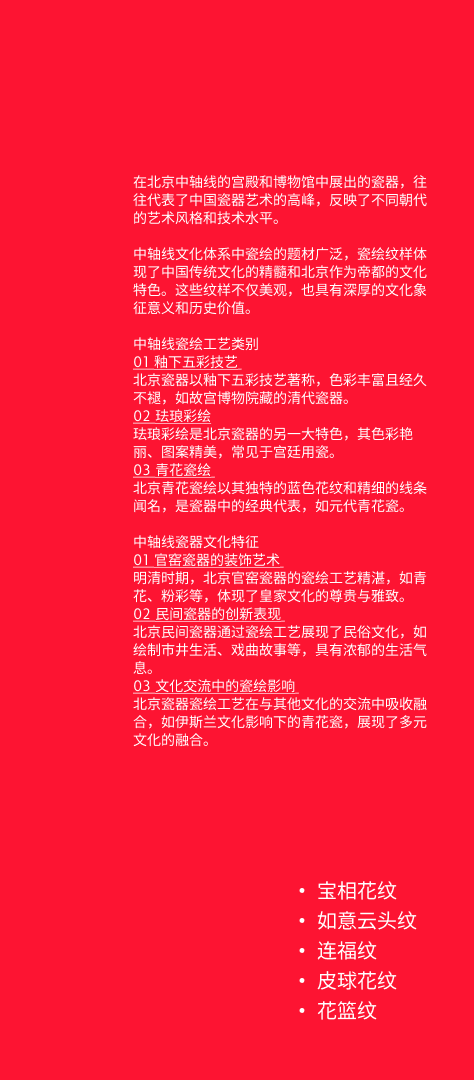 在北京中轴线的宫殿和博物馆中展出的瓷器，往
往代表了中国瓷器艺术的高峰，反映了不同朝代
的艺术风格和技术水平。
中轴线文化体系中瓷绘的题材广泛，瓷绘纹样体
现了中国传统文化的精髓和北京作为帝都的文化
特色。这些纹样不仅美观，也具有深厚的文化象
征意义和历史价值。
中轴线瓷绘工艺类别
01 釉下五彩技艺
北京瓷器以釉下五彩技艺著称，色彩丰富且经久
不褪，如故宫博物院藏的清代瓷器。
02 珐琅彩绘
珐琅彩绘是北京瓷器的另一大特色，其色彩艳
丽、图案精美，常见于宫廷用瓷。
03 青花瓷绘
北京青花瓷绘以其独特的蓝色花纹和精细的线条
闻名，是瓷器中的经典代表，如元代青花瓷。
中轴线瓷器文化特征
01 官窑瓷器的装饰艺术
明清时期，北京官窑瓷器的瓷绘工艺精湛，如青
花、粉彩等，体现了皇家文化的尊贵与雅致。
02 民间瓷器的创新表现
北京民间瓷器通过瓷绘工艺展现了民俗文化，如
绘制市井生活、戏曲故事等，具有浓郁的生活气
息。
03 文化交流中的瓷绘影响
北京瓷器瓷绘工艺在与其他文化的交流中吸收融
合，如伊斯兰文化影响下的青花瓷，展现了多元
文化的融合。
• 宝相花纹
• 如意云头纹
• 连福纹
• 皮球花纹
• 花篮纹